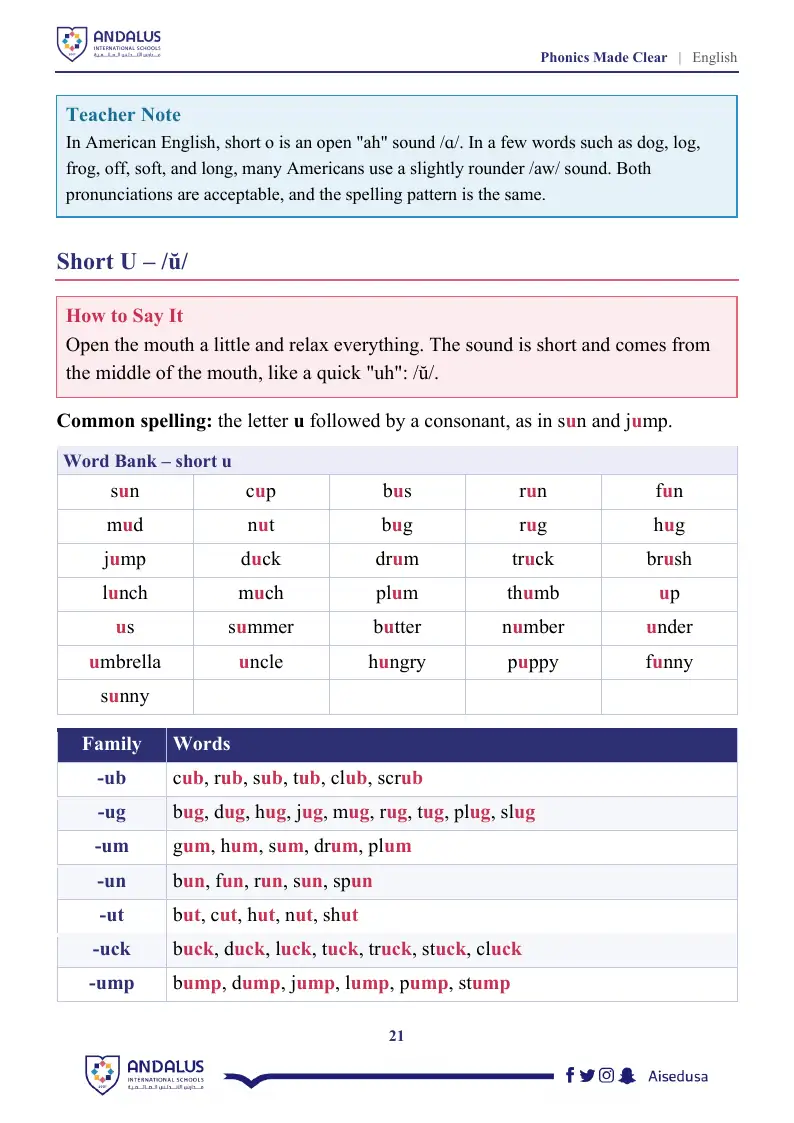 ANDALUS
INTERNATIONAL SCHOOLS
مدارس الأندلس العالمية
Phonics Made Clear | English
Teacher Note
In American English, short o is an open "ah" sound /ɑ/. In a few words such as dog, log,
frog, off, soft, and long, many Americans use a slightly rounder /aw/ sound. Both
pronunciations are acceptable, and the spelling pattern is the same.
Short U – /ŭ/
How to Say It
Open the mouth a little and relax everything. The sound is short and comes from
the middle of the mouth, like a quick "uh": /ŭ/.
Common spelling: the letter u followed by a consonant, as in sun and jump.
Word Bank – short u
sun cup bus run fun
mud nut bug rug hug
jump duck drum truck brush
lunch much plum thumb up
us summer butter number under
umbrella uncle hungry puppy funny
sunny
Family Words
-ub cub, rub, sub, tub, club, scrub
-ug bug, dug, hug, jug, mug, rug, tug, plug, slug
-um gum, hum, sum, drum, plum
-un bun, fun, run, sun, spun
-ut but, cut, hut, nut, shut
-uck buck, duck, luck, tuck, truck, stuck, cluck
-ump bump, dump, jump, lump, pump, stump
21
ANDALUS
INTERNATIONAL SCHOOLS
مدارس الأندلس العالمية
Aisedusa